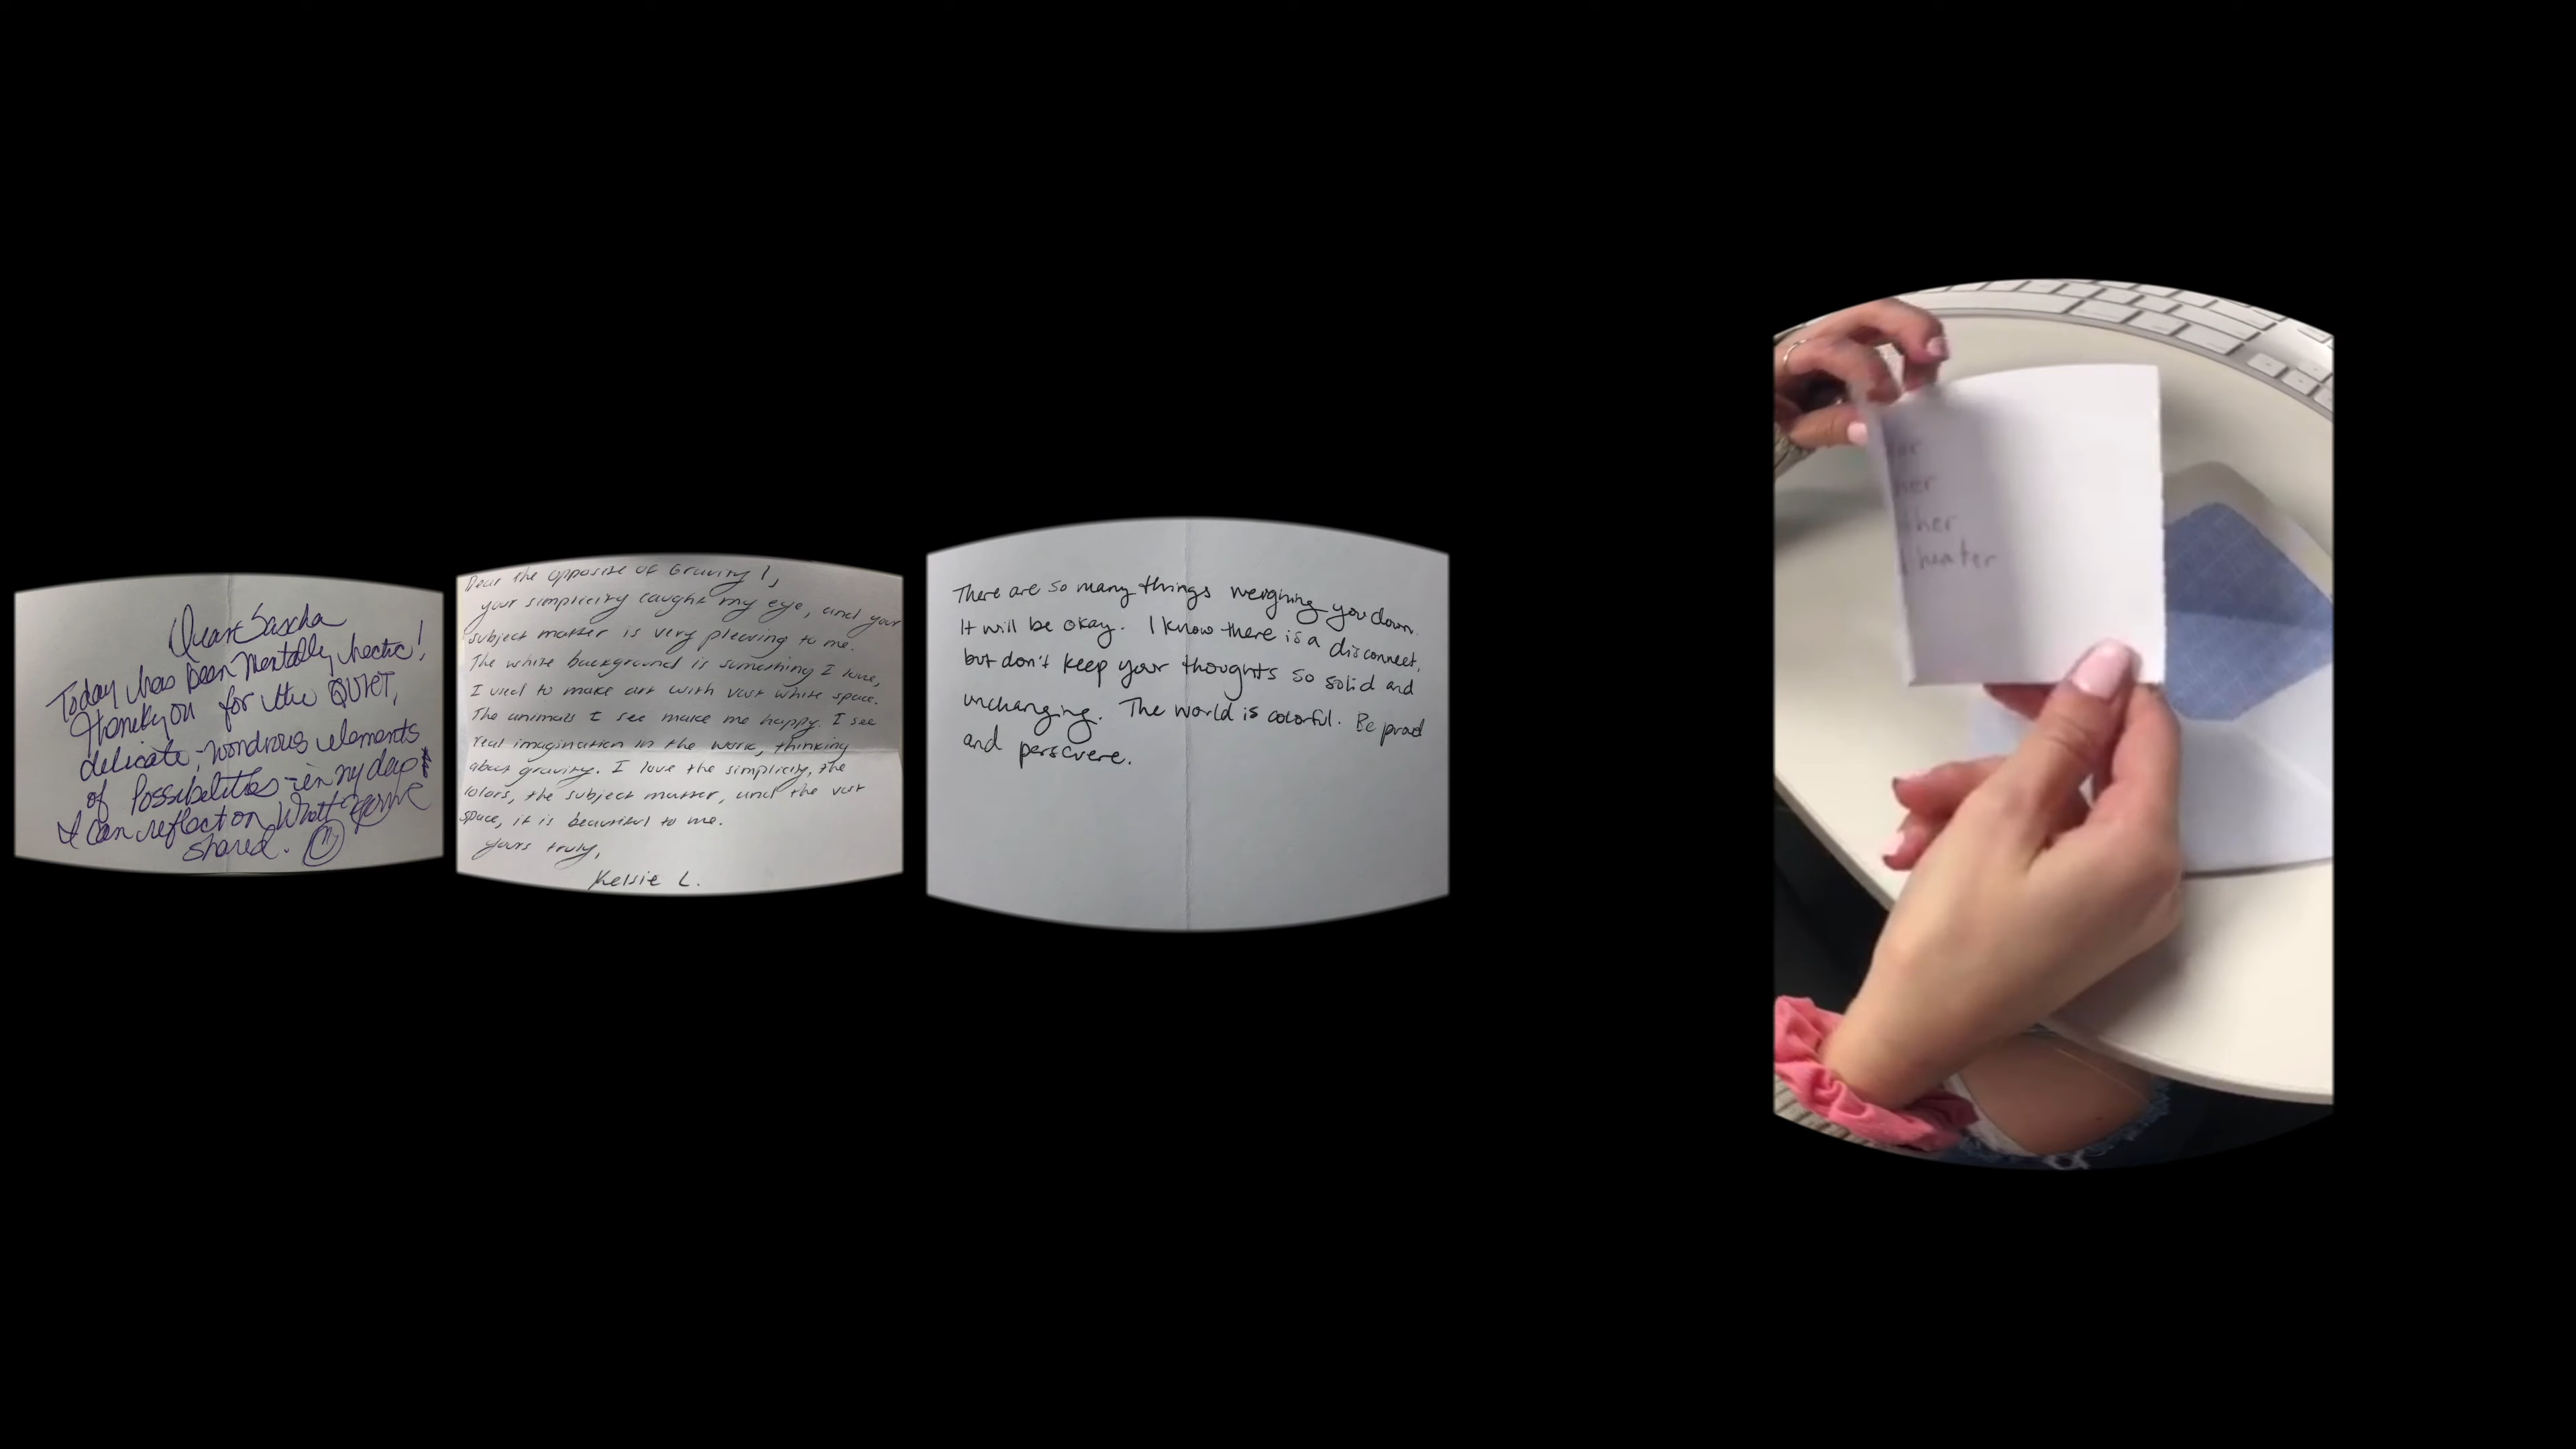 Dear Sascha
Today has been mentally hectic!
Thank you for the QUIET,
delicate, wondrous elements
of Possibilities - in my day
I can reflect on What
shared.
Dear the opposite of Gravity 1,
your simplicity caught my eye, and your
subject matter is very pleasing to me.
The white background is something I love,
I used to make art with vast white space.
The animals I see make me happy. I see
real imagination in the work, thinking
about gravity. I love the simplicity, the
colors, the subject matter, and the vast
space, it is beautiful to me.
yours truly,
Kelsie L.
There are so many things weighing you down.
It will be okay. I know there is a disconnect,
but don't keep your thoughts so solid and
unchanging. The world is colorful. Be proud
and persevere.
her
ther
hunter